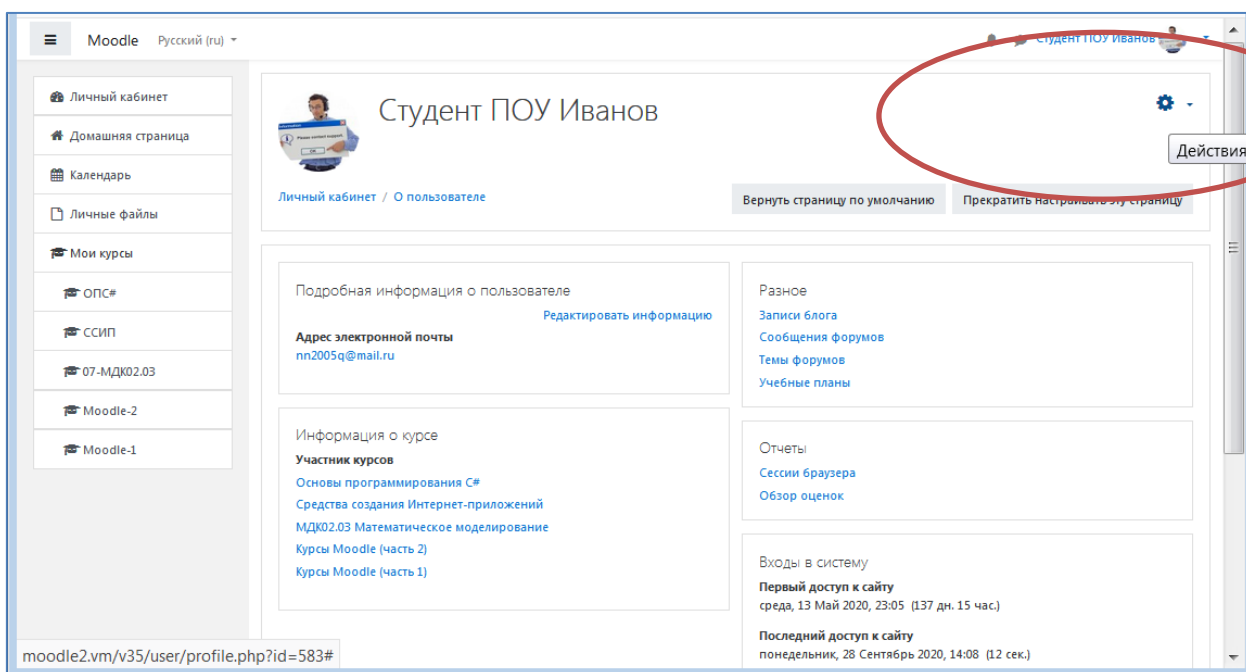 Moodle Русский (ru)
Студент ПОУ Иванов
Личный кабинет
Домашняя страница
Календарь
Личные файлы
Мои курсы
ОПС#
ССИП
07-МДК02.03
Moodle-2
Moodle-1
Студент ПОУ Иванов
Please contact support.
OK
Действия
Личный кабинет / О пользователе
Вернуть страницу по умолчанию
Прекратить настраивать эту страницу
Подробная информация о пользователе
Редактировать информацию
Адрес электронной почты
nn2005q@mail.ru
Информация о курсе
Участник курсов
Основы программирования C#
Средства создания Интернет-приложений
МДК02.03 Математическое моделирование
Курсы Moodle (часть 2)
Курсы Moodle (часть 1)
Разное
Записи блога
Сообщения форумов
Темы форумов
Учебные планы
Отчеты
Сессии браузера
Обзор оценок
Входы в систему
Первый доступ к сайту
среда, 13 Май 2020, 23:05 (137 дн. 15 час.)
Последний доступ к сайту
понедельник, 28 Сентябрь 2020, 14:08 (12 сек.)
moodle2.vm/v35/user/profile.php?id=583#